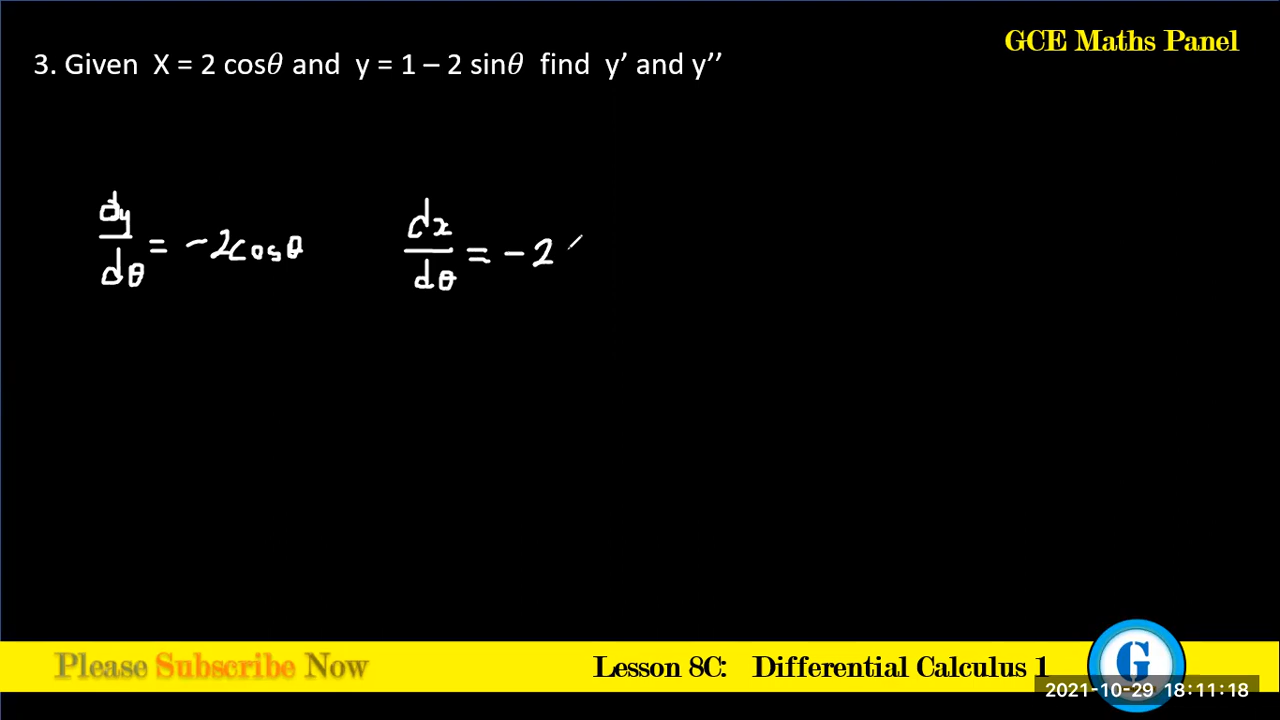 GCE Maths Panel
3. Given X = 2 cosθ and y = 1 – 2 sinθ find y’ and y’’
dy/dθ = -2cosθ dx/dθ = -2
Please Subscribe Now
Lesson 8C: Differential Calculus 1
G
2021-10-29 18:11:18